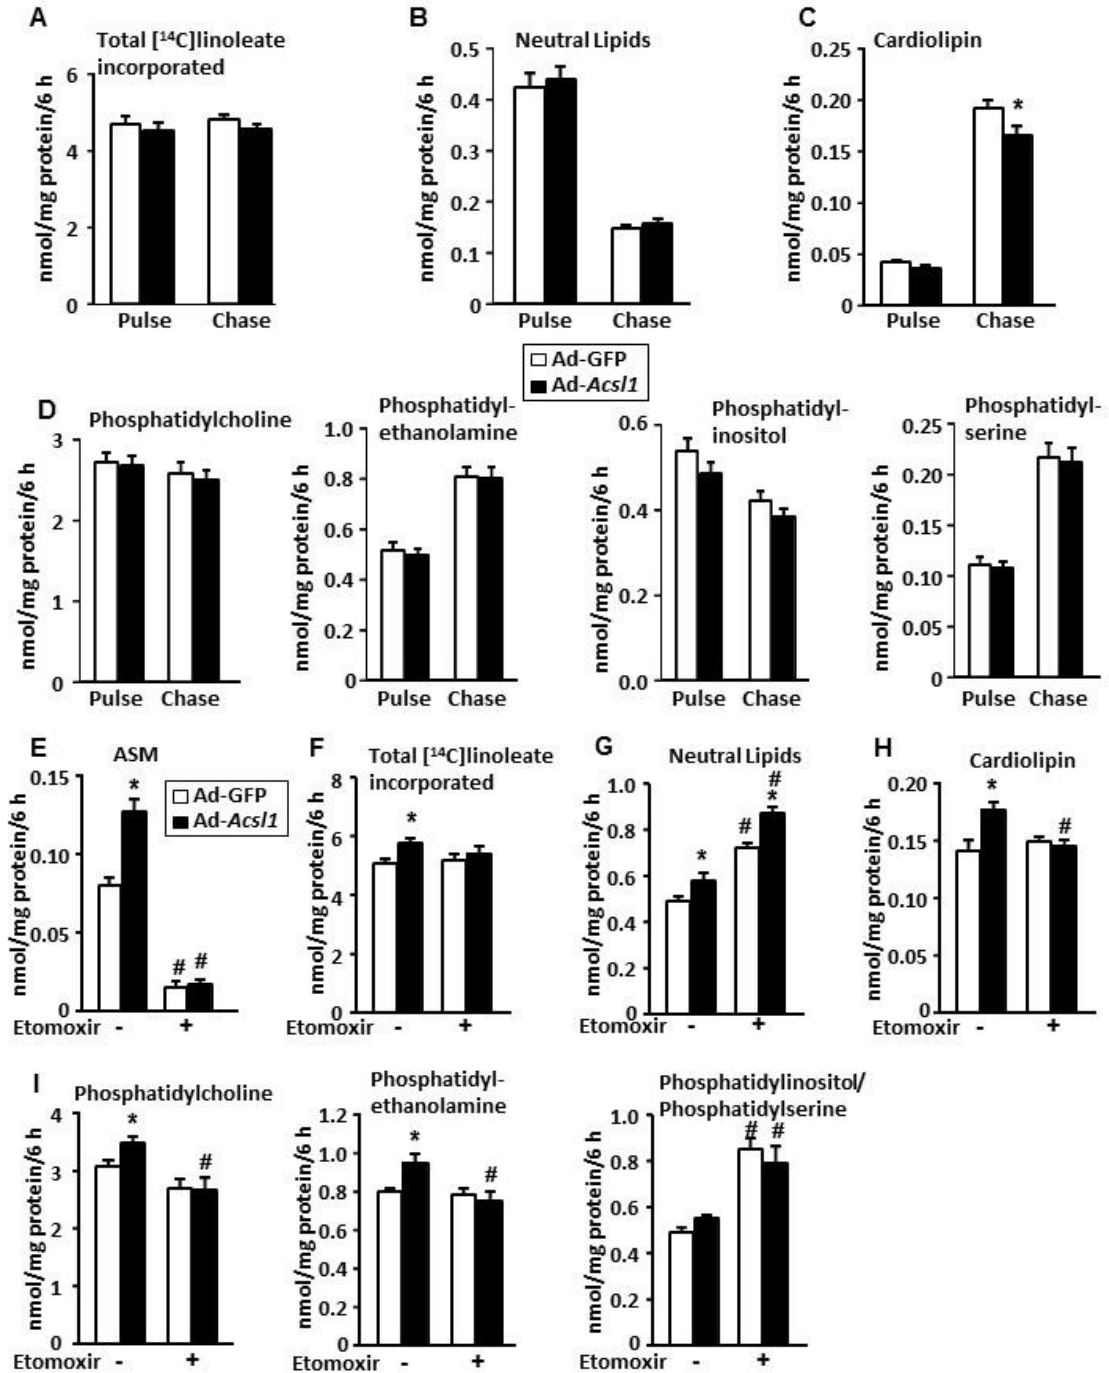 A
Total [¹⁴C]linoleate
incorporated
nmol/mg protein/6 h
6
4
2
0
Pulse Chase
B
Neutral Lipids
nmol/mg protein/6 h
0.5
0.4
0.3
0.2
0.1
0
Pulse Chase
C
Cardiolipin
nmol/mg protein/6 h
0.25
0.20
0.15
0.10
0.05
0
*
Pulse Chase
Ad-GFP
Ad-Acsl1
D
Phosphatidylcholine
nmol/mg protein/6 h
3
2
1
0
Pulse Chase
Phosphatidyl-
ethanolamine
nmol/mg protein/6 h
1.0
0.8
0.6
0.4
0.2
0
Pulse Chase
Phosphatidyl-
inositol
nmol/mg protein/6 h
0.6
0.4
0.2
0.0
Pulse Chase
Phosphatidyl-
serine
nmol/mg protein/6 h
0.25
0.20
0.15
0.10
0.05
0
Pulse Chase
E
ASM
nmol/mg protein/6 h
0.15
0.10
0.05
0
*
# #
Ad-GFP
Ad-Acsl1
Etomoxir - +
F
Total [¹⁴C]linoleate
incorporated
nmol/mg protein/6 h
8
6
4
2
0
*
Etomoxir - +
G
Neutral Lipids
nmol/mg protein/6 h
1.0
0.8
0.6
0.4
0.2
0
*
#
#
*
- +
H
Cardiolipin
nmol/mg protein/6 h
0.20
0.15
0.10
0.05
0
*
#
Etomoxir - +
I
Phosphatidylcholine
nmol/mg protein/6 h
4
3
2
1
0
*
#
Etomoxir - +
Phosphatidyl-
ethanolamine
nmol/mg protein/6 h
1.2
1.0
0.8
0.6
0.4
0.2
0
*
#
Etomoxir - +
Phosphatidylinositol/
Phosphatidylserine
nmol/mg protein/6 h
1.0
0.8
0.6
0.4
0.2
0
# #
Etomoxir - +